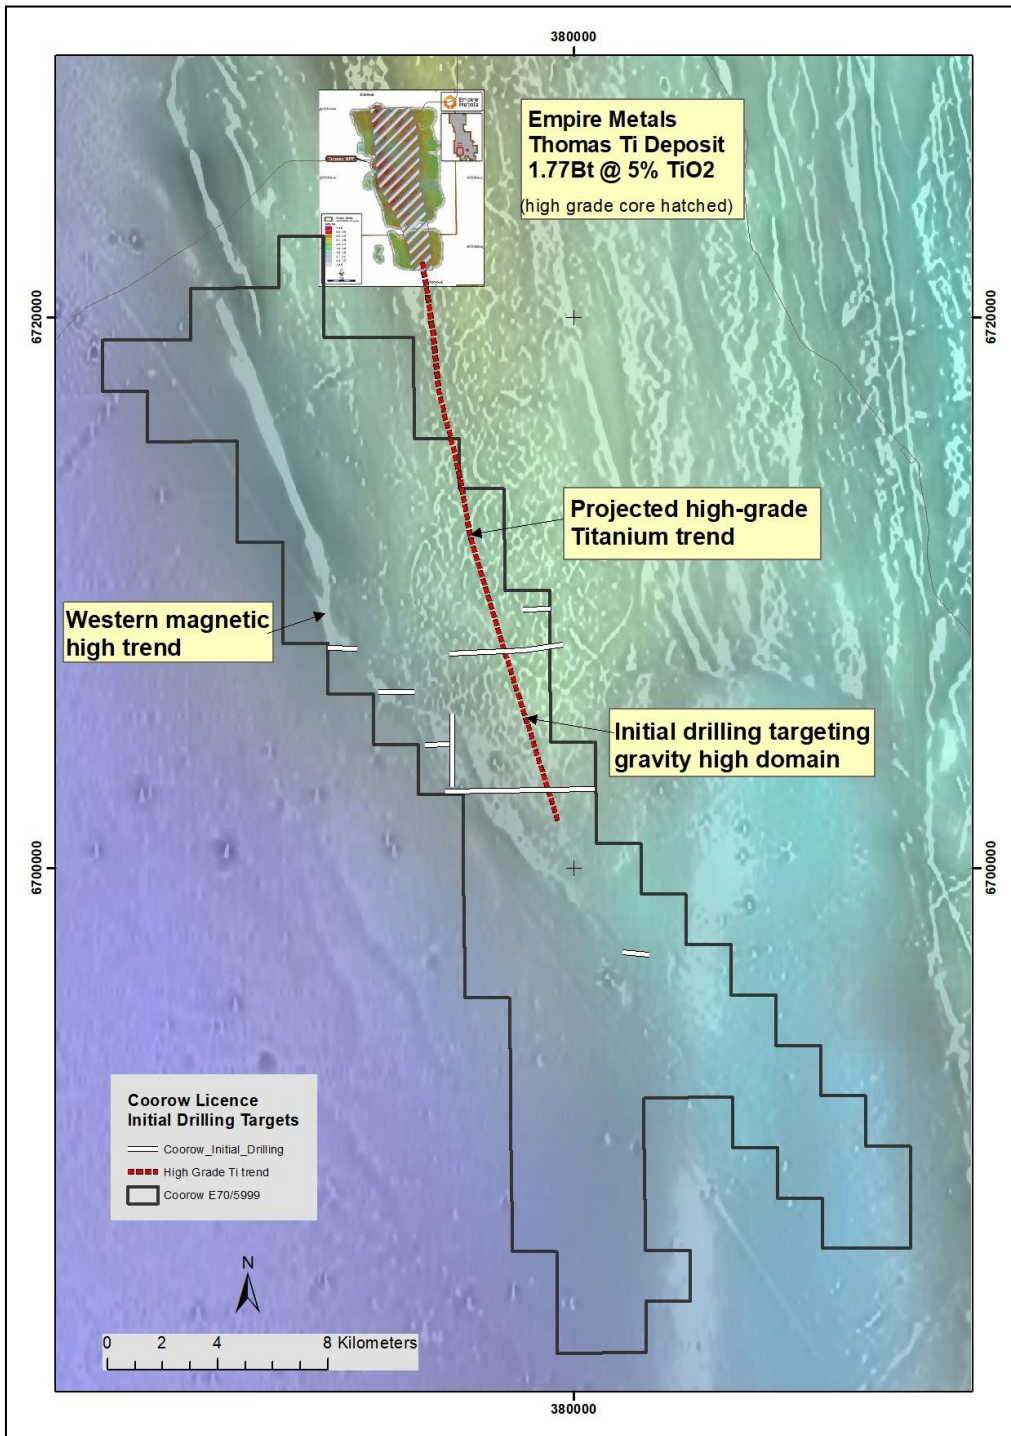 380000
Empire
Metals
Empire Metals
Thomas Ti Deposit
1.77Bt @ 5% TiO2
(high grade core hatched)
6720000
6720000
Projected high-grade
Titanium trend
Western magnetic
high trend
Initial drilling targeting
gravity high domain
6700000
6700000
Coorow Licence
Initial Drilling Targets
Coorow_Initial_Drilling
High Grade Ti trend
Coorow E70/5999
N
0 2 4 8 Kilometers
380000